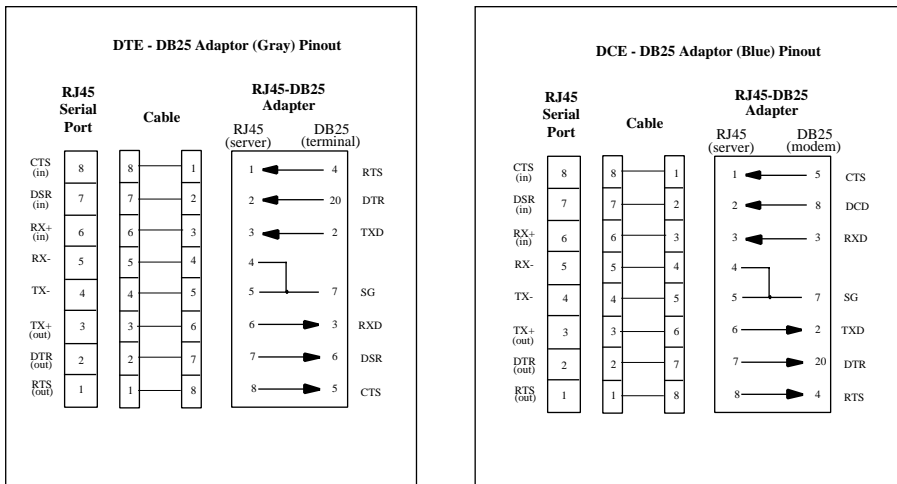 DTE - DB25 Adaptor (Gray) Pinout
RJ45 Serial Port
Cable
RJ45-DB25 Adapter
RJ45 (server)
DB25 (terminal)
CTS (in) 8 8 1 1 4 RTS
DSR (in) 7 7 2 2 20 DTR
RX+ (in) 6 6 3 3 2 TXD
RX- 5 5 4 4
TX- 4 4 5 5 7 SG
TX+ (out) 3 3 6 6 3 RXD
DTR (out) 2 2 7 7 6 DSR
RTS (out) 1 1 8 8 5 CTS
DCE - DB25 Adaptor (Blue) Pinout
RJ45 Serial Port
Cable
RJ45-DB25 Adapter
RJ45 (server)
DB25 (modem)
CTS (in) 8 8 1 1 5 CTS
DSR (in) 7 7 2 2 8 DCD
RX+ (in) 6 6 3 3 3 RXD
RX- 5 5 4 4
TX- 4 4 5 5 7 SG
TX+ (out) 3 3 6 6 2 TXD
DTR (out) 2 2 7 7 20 DTR
RTS (out) 1 1 8 8 4 RTS